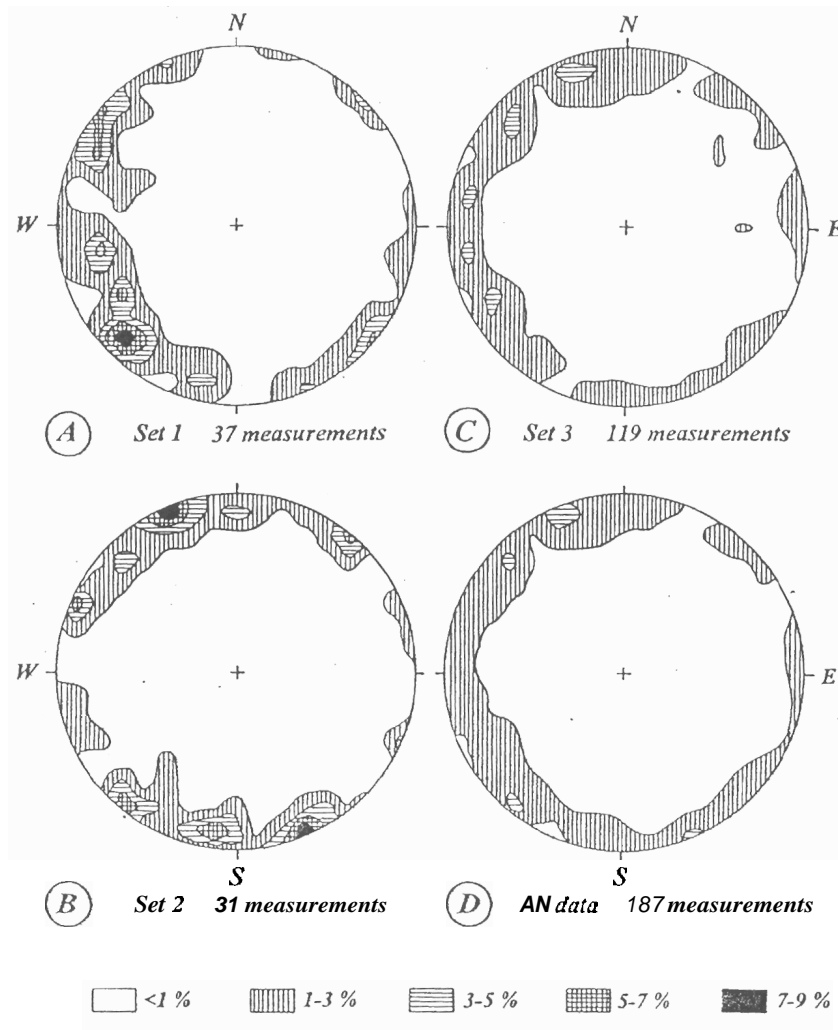 N N
W E
A Set 1 37 measurements C Set 3 119 measurements
W E
S S
B Set 2 31 measurements D AN data 187 measurements
<1 % 1-3 % 3-5 % 5-7 % 7-9 %